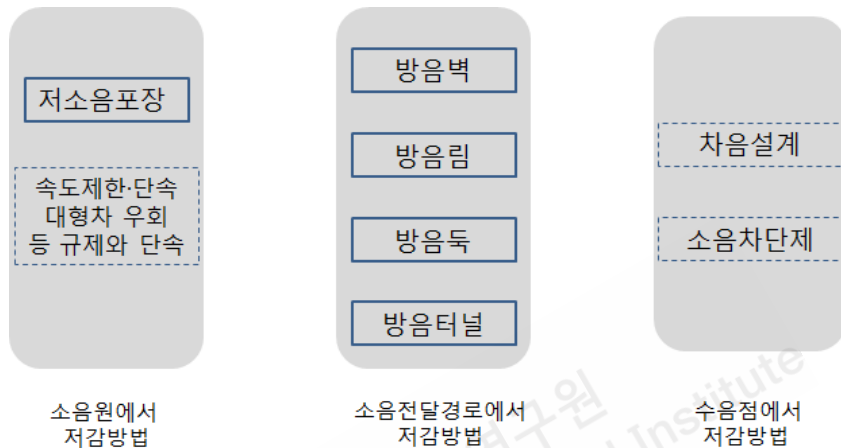 저소음포장
속도제한·단속
대형차 우회
등 규제와 단속
소음원에서
저감방법
방음벽
방음림
방음둑
방음터널
소음전달경로에서
저감방법
차음설계
소음차단제
수음점에서
저감방법
구원
Institute